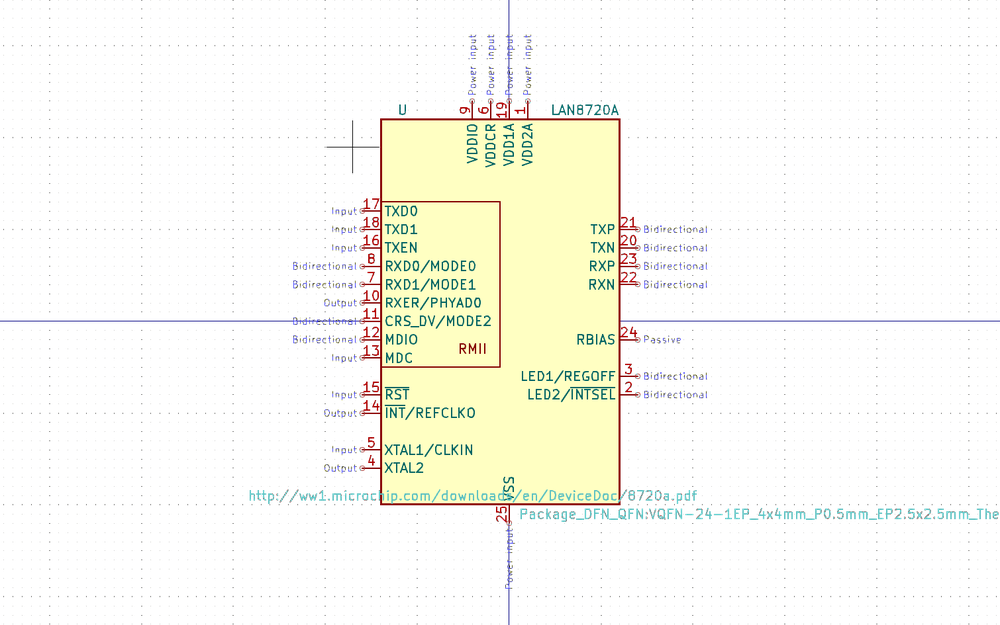 Power input
Power input
Power input
Power input
9
6
19
1
U
LAN8720A
VDDIO
VDDCR
VDD1A
VDD2A
Input 17 TXD0
Input 18 TXD1
Input 16 TXEN
Bidirectional 8 RXD0/MODE0
Bidirectional 7 RXD1/MODE1
Output 10 RXER/PHYAD0
Bidirectional 11 CRS_DV/MODE2
Bidirectional 12 MDIO
Input 13 MDC
RMII
Input 15 RST
Output 14 INT/REFCLKO
Input 5 XTAL1/CLKIN
Output 4 XTAL2
TXP 21 Bidirectional
TXN 20 Bidirectional
RXP 23 Bidirectional
RXN 22 Bidirectional
RBIAS 24 Passive
LED1/REGOFF 3 Bidirectional
LED2/INTSEL 2 Bidirectional
VSS
http://ww1.microchip.com/downloads/en/DeviceDoc/8720a.pdf
25
Package_DFN_QFN:VQFN-24-1EP_4x4mm_P0.5mm_EP2.5x2.5mm_The
Power input